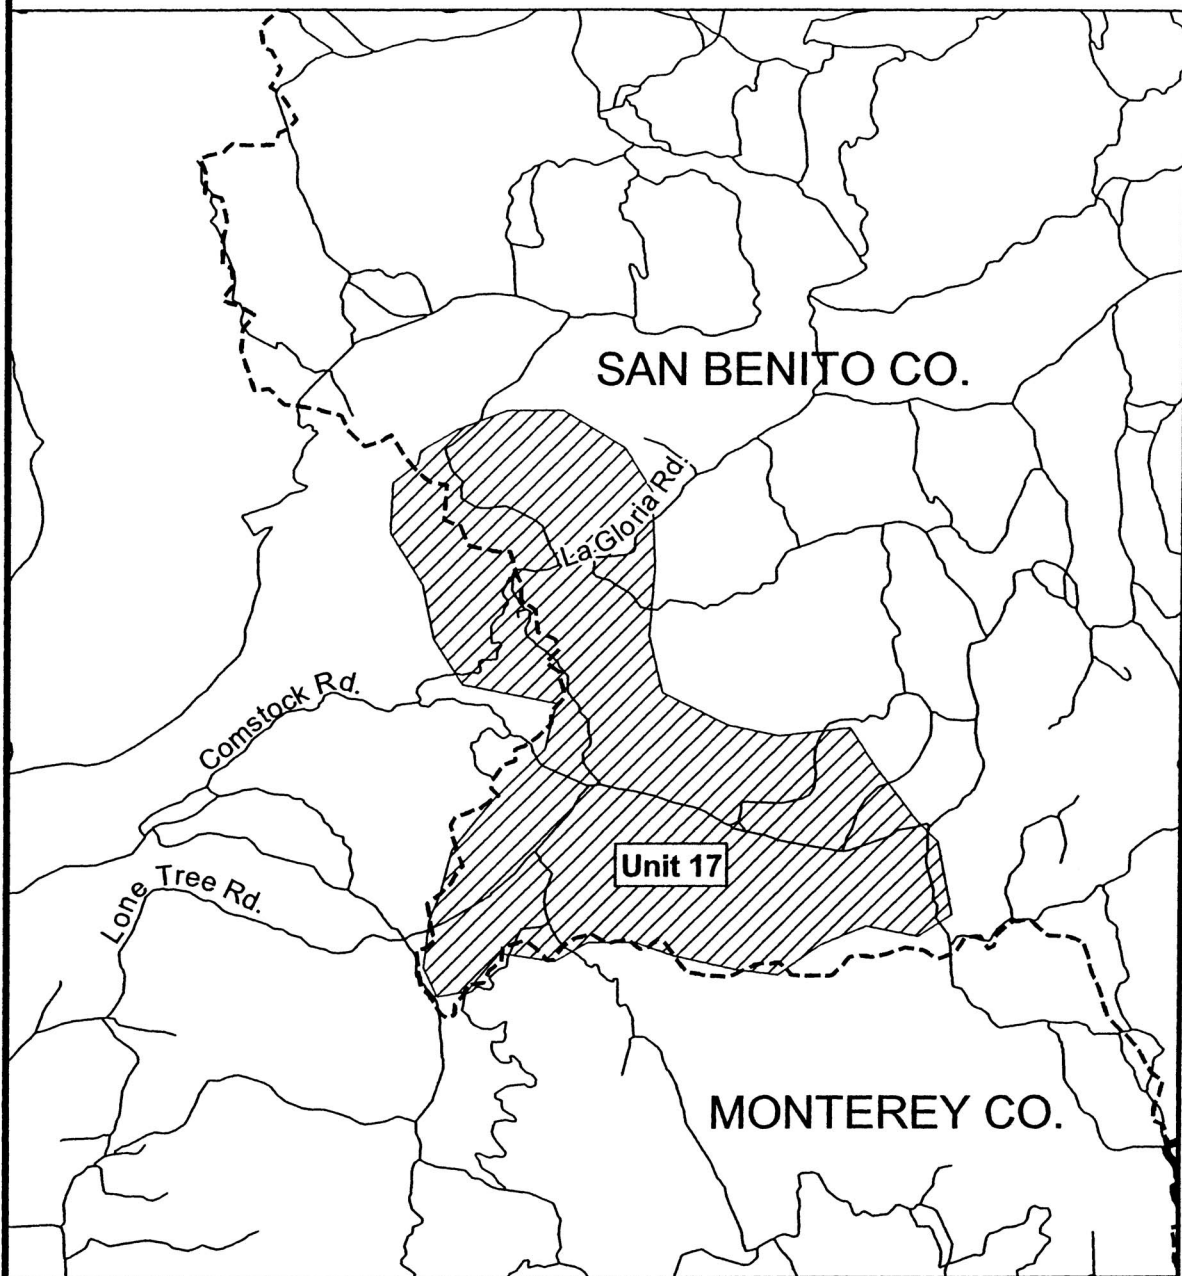 SAN BENITO CO.
La Gloria Rd.
Comstock Rd.
Unit 17
Lone Tree Rd.
MONTEREY CO.